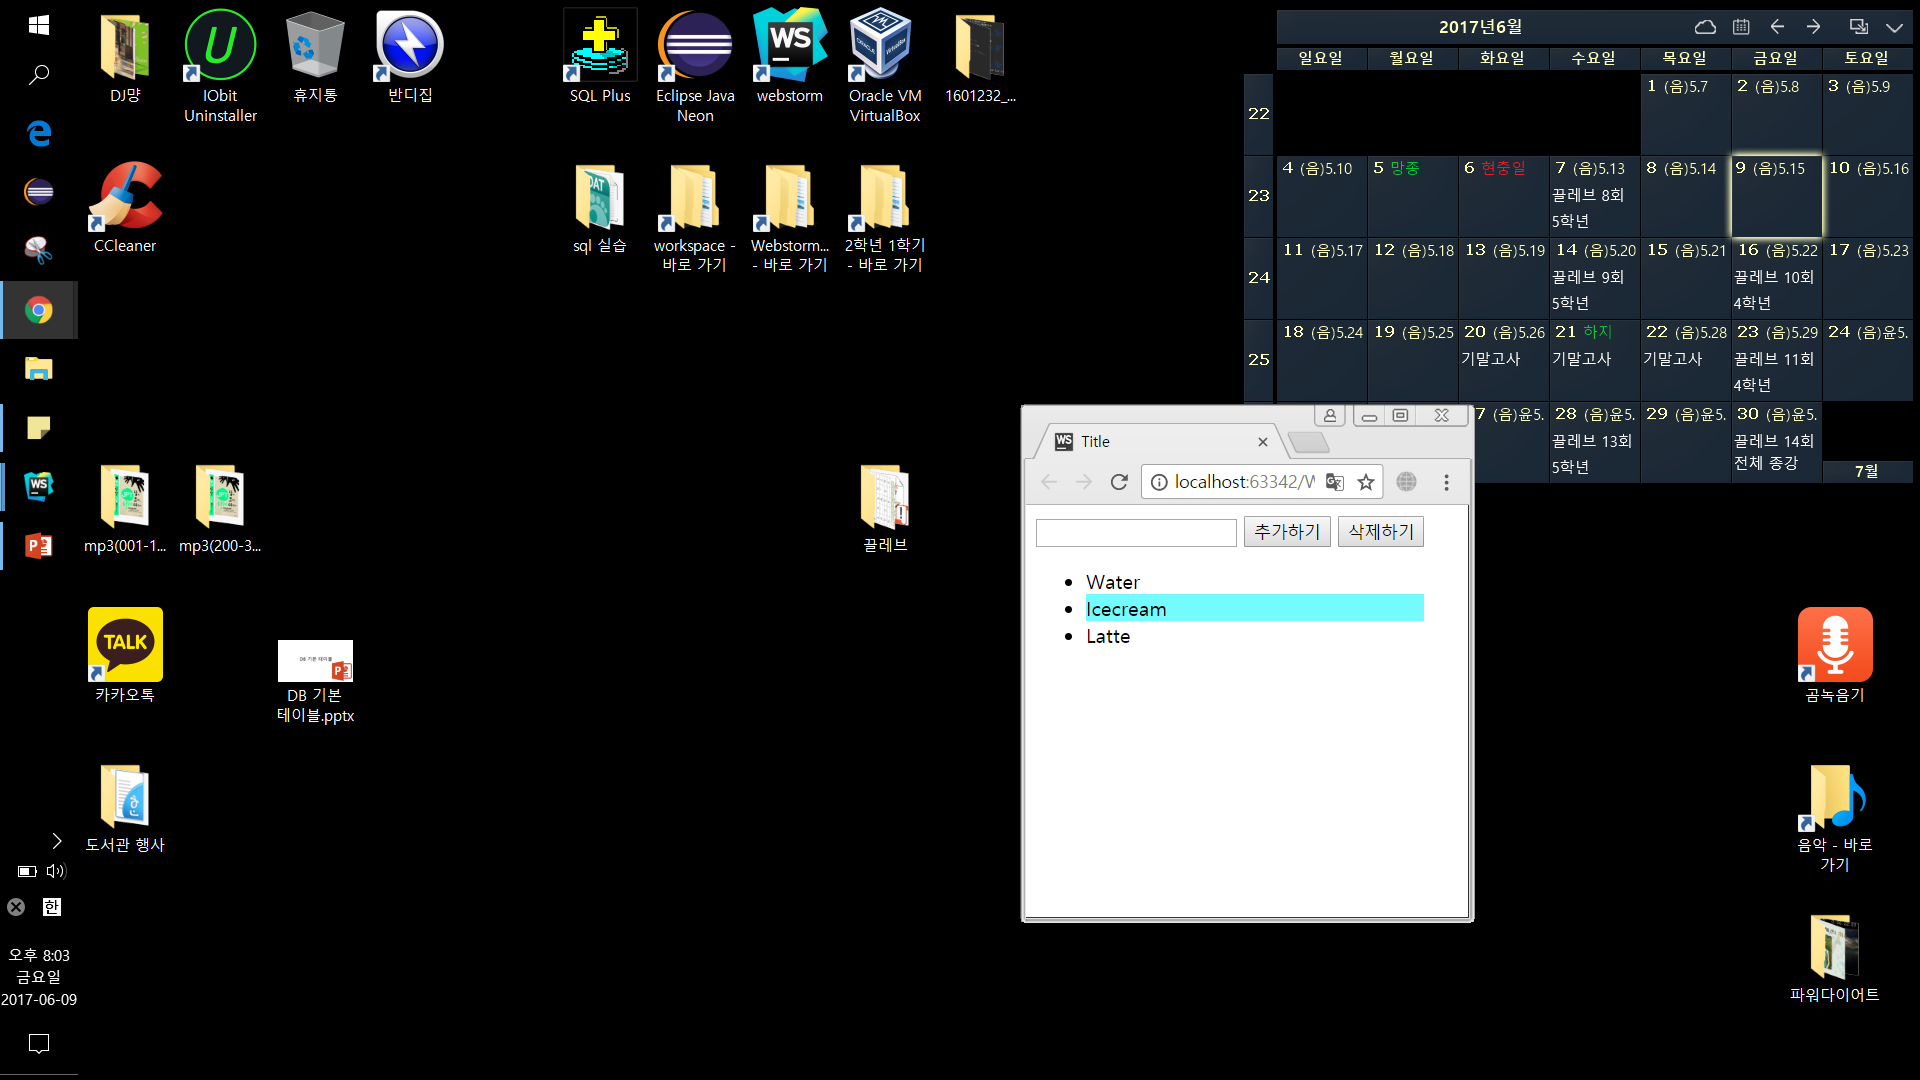 DJ먕
IObit
Uninstaller
휴지통
반디집
SQL Plus
Eclipse Java
Neon
webstorm
Oracle VM
VirtualBox
1601232_...
CCleaner
sql 실습
workspace -
바로 가기
Webstorm...
- 바로 가기
2학년 1학기
- 바로 가기
mp3(001-1...
mp3(200-3...
끌레브
TALK
카카오톡
DB 기본 테이블
DB 기본
테이블.pptx
도서관 행사
한
오후 8:03
금요일
2017-06-09
2017년6월
일요일 월요일 화요일 수요일 목요일 금요일 토요일
22
1 (음)5.7
2 (음)5.8
3 (음)5.9
23
4 (음)5.10
5 망종
6 현충일
7 (음)5.13
끌레브 8회
5학년
8 (음)5.14
9 (음)5.15
10 (음)5.16
24
11 (음)5.17
12 (음)5.18
13 (음)5.19
14 (음)5.20
끌레브 9회
5학년
15 (음)5.21
16 (음)5.22
끌레브 10회
4학년
17 (음)5.23
25
18 (음)5.24
19 (음)5.25
20 (음)5.26
기말고사
21 하지
기말고사
22 (음)5.28
기말고사
23 (음)5.29
끌레브 11회
4학년
24 (음)윤5.
7 (음)윤5.
28 (음)윤5.
끌레브 13회
5학년
29 (음)윤5.
30 (음)윤5.
끌레브 14회
전체 종강
7월
WS Title
localhost:63342/W
추가하기 삭제하기
Water
Icecream
Latte
곰녹음기
음악 - 바로
가기
파워다이어트